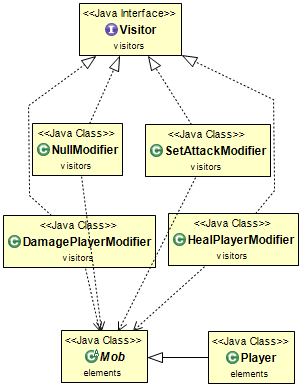 <<Java Interface>>
Visitor
visitors
<<Java Class>>
NullModifier
visitors
<<Java Class>>
SetAttackModifier
visitors
<<Java Class>>
DamagePlayerModifier
visitors
<<Java Class>>
HealPlayerModifier
visitors
<<Java Class>>
Mob
elements
<<Java Class>>
Player
elements